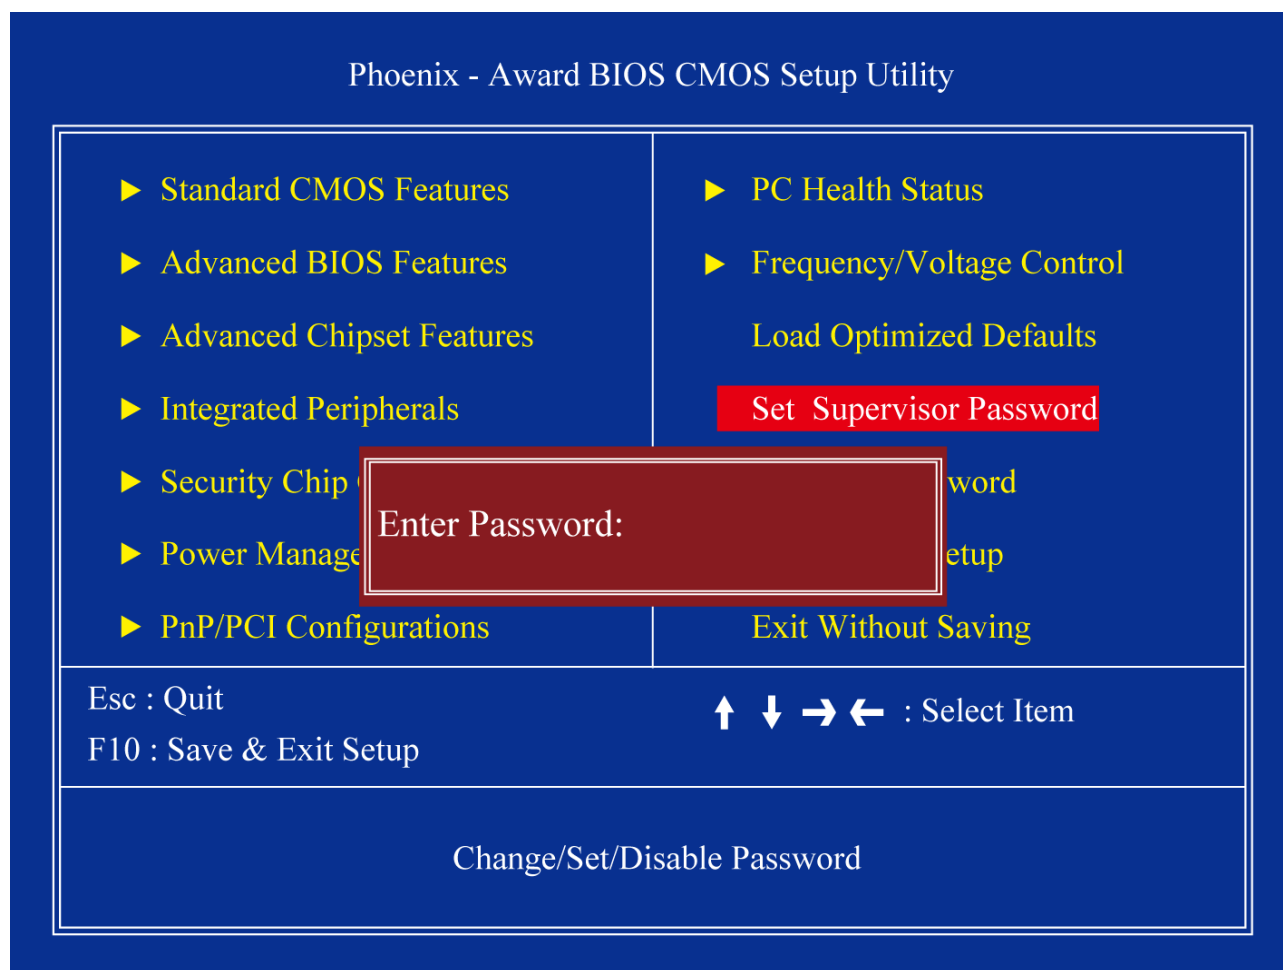 Phoenix - Award BIOS CMOS Setup Utility
Standard CMOS Features
Advanced BIOS Features
Advanced Chipset Features
Integrated Peripherals
Security Chip
Power Manage
PnP/PCI Configurations
PC Health Status
Frequency/Voltage Control
Load Optimized Defaults
Set Supervisor Password
word
etup
Exit Without Saving
Enter Password:
Esc : Quit
F10 : Save & Exit Setup
↑ ↓ → ← : Select Item
Change/Set/Disable Password